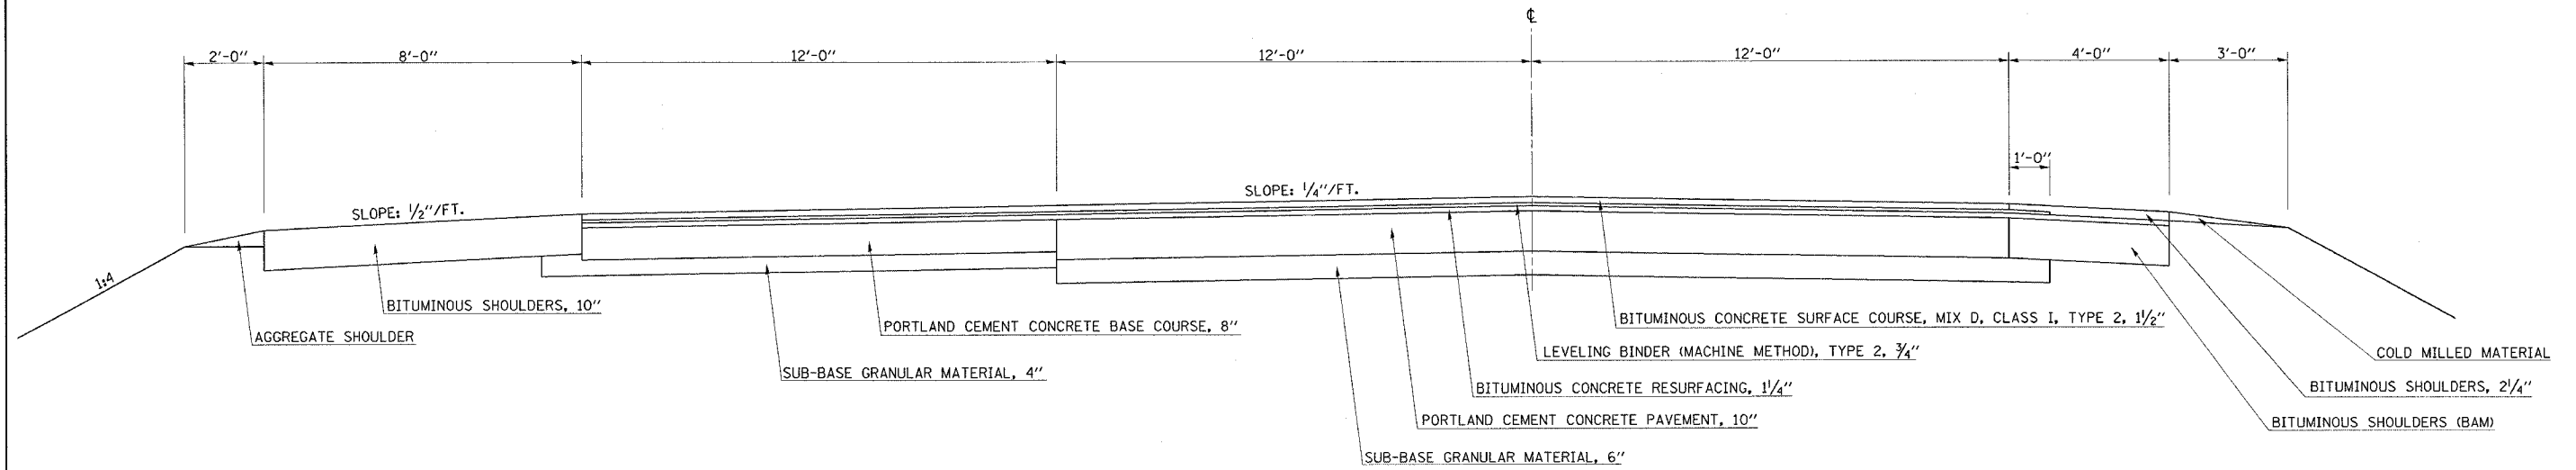 ℄
2'-0"
8'-0"
12'-0"
12'-0"
12'-0"
4'-0"
3'-0"
1'-0"
SLOPE: 1/2"/FT.
SLOPE: 1/4"/FT.
1:4
BITUMINOUS SHOULDERS, 10"
AGGREGATE SHOULDER
PORTLAND CEMENT CONCRETE BASE COURSE, 8"
SUB-BASE GRANULAR MATERIAL, 4"
BITUMINOUS CONCRETE SURFACE COURSE, MIX D, CLASS I, TYPE 2, 1 1/2"
LEVELING BINDER (MACHINE METHOD), TYPE 2, 3/4"
BITUMINOUS CONCRETE RESURFACING, 1 1/4"
PORTLAND CEMENT CONCRETE PAVEMENT, 10"
SUB-BASE GRANULAR MATERIAL, 6"
COLD MILLED MATERIAL
BITUMINOUS SHOULDERS, 2 1/4"
BITUMINOUS SHOULDERS (BAM)